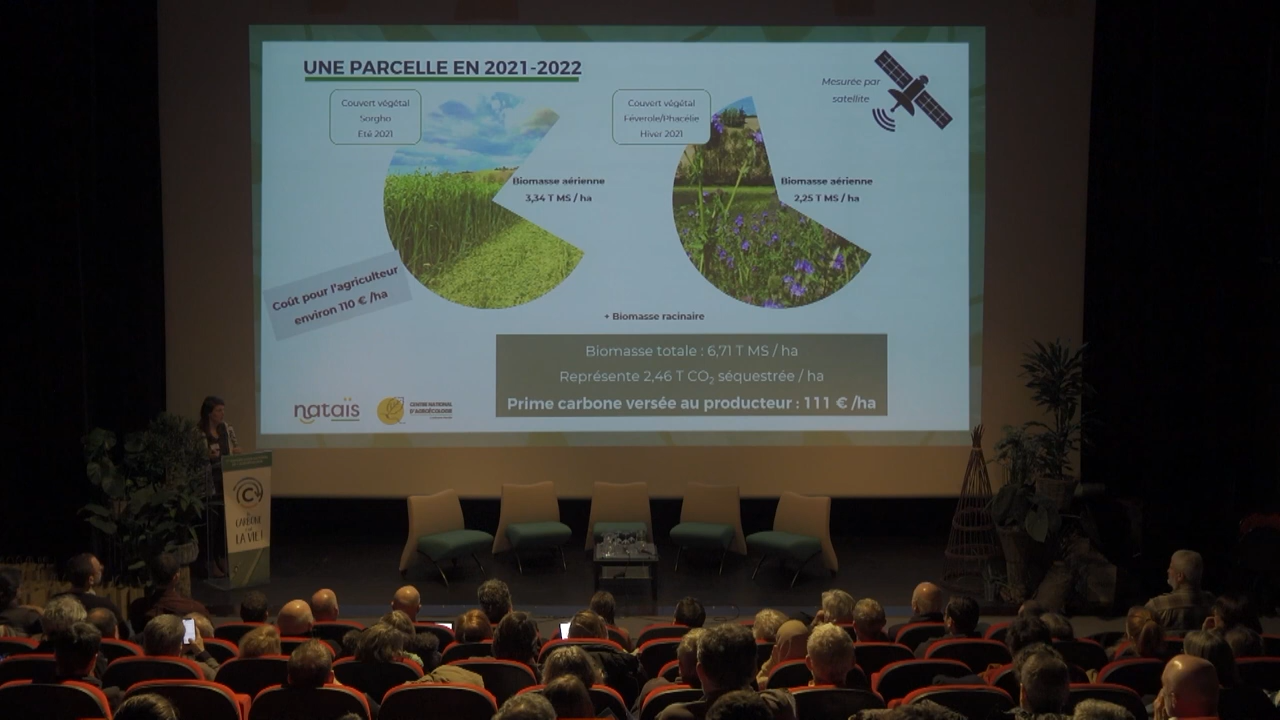 UNE PARCELLE EN 2021-2022
Couvert végétal
Sorgho
Eté 2021
Biomasse aérienne
3,34 T MS / ha
Couvert végétal
Féverole/Phacélie
Hiver 2021
Biomasse aérienne
2,25 T MS / ha
Mesurée par
satellite
Coût pour l'agriculteur
environ 110 € /ha
+ Biomasse racinaire
Biomasse totale : 6,71 T MS / ha
Représente 2,46 T CO₂ séquestrée / ha
Prime carbone versée au producteur : 111 € /ha
nataïs
CENTRE NATIONAL
D'AGROÉCOLOGIE
C
CARBONE
LA VIE !